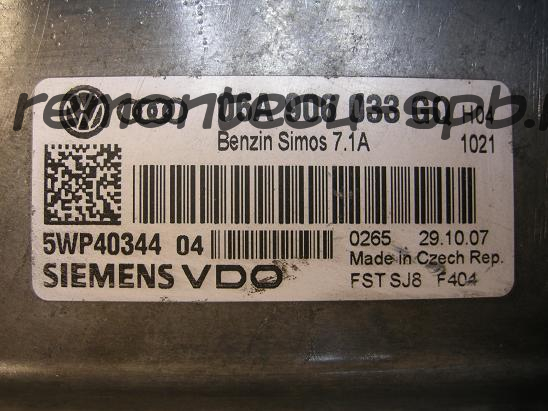 06A 906 033 GQ H04
Benzin Simos 7.1A 1021
5WP40344 04
0265 29.10.07
SIEMENS VDO
Made in Czech Rep.
FST SJ8 F404